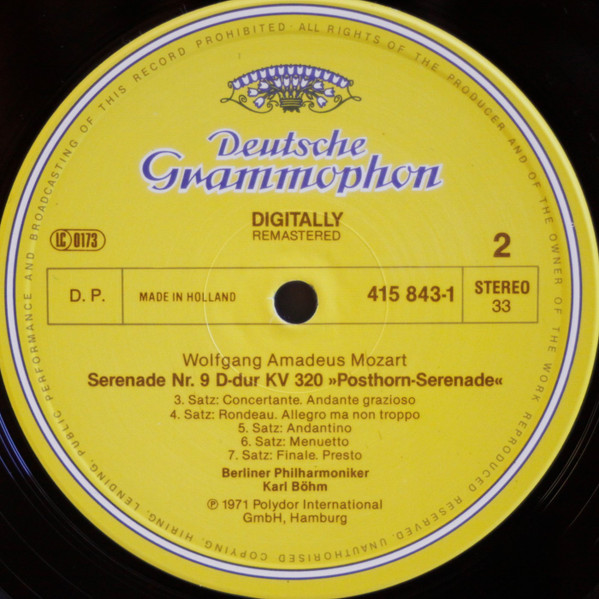 PERFORMANCE AND BROADCASTING OF THIS RECORD PROHIBITED · ALL RIGHTS OF THE PRODUCER AND OF THE OWNER OF THE WORK REPRODUCED RESERVED. UNAUTHORISED COPYING, HIRING, LENDING, PUBLIC
Deutsche
Grammophon
DIGITALLY
REMASTERED
LC 0173
2
D. P.
MADE IN HOLLAND
415 843-1
STEREO
33
Wolfgang Amadeus Mozart
Serenade Nr. 9 D-dur KV 320 »Posthorn-Serenade«
3. Satz: Concertante. Andante grazioso
4. Satz: Rondeau. Allegro ma non troppo
5. Satz: Andantino
6. Satz: Menuetto
7. Satz: Finale. Presto
Berliner Philharmoniker
Karl Böhm
Ⓟ 1971 Polydor International
GmbH, Hamburg